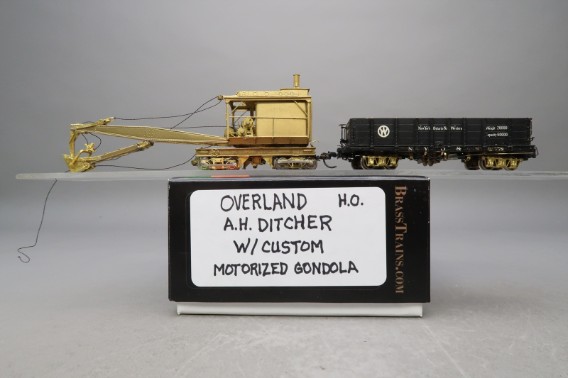 OVERLAND H.O.
A.H. DITCHER
W/ CUSTOM
MOTORIZED GONDOLA
BRASSTRAINS.COM
W